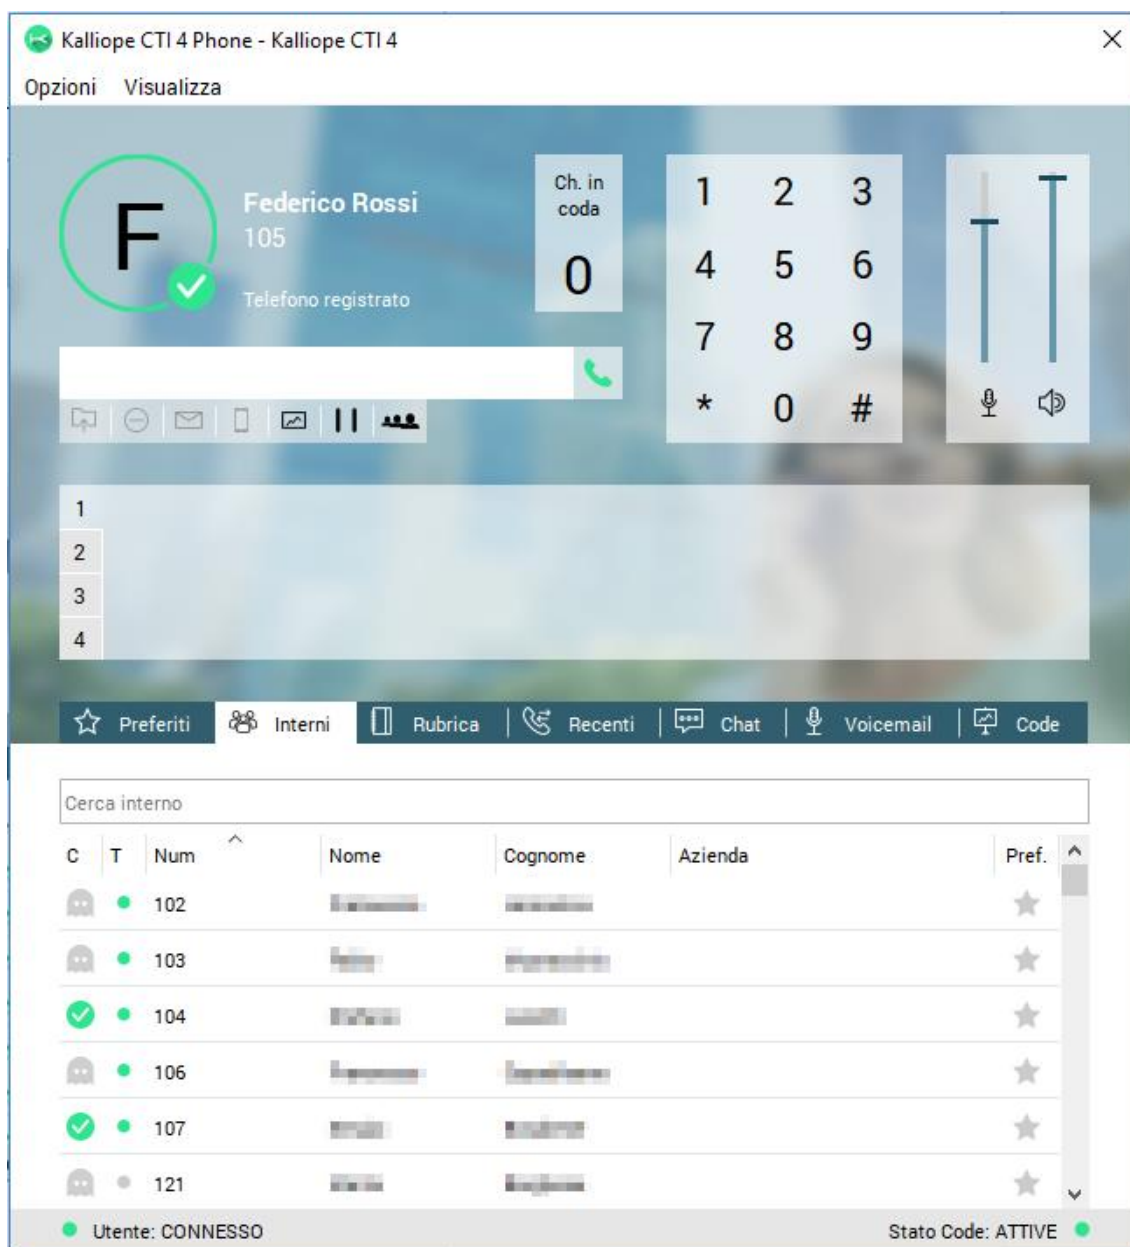 Kalliope CTI 4 Phone - Kalliope CTI 4
Opzioni Visualizza
F
Federico Rossi
105
Telefono registrato
Ch. in
coda
0
1 2 3
4 5 6
7 8 9
* 0 #
1
2
3
4
Preferiti Interni Rubrica Recenti Chat Voicemail Code
Cerca interno
C T Num Nome Cognome Azienda Pref.
102
103
104
106
107
121
Utente: CONNESSO Stato Code: ATTIVE